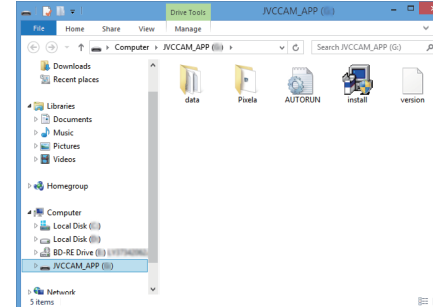 Drive Tools
JVCCAM_APP
File Home Share View Manage
Computer JVCCAM_APP
Search JVCCAM_APP (G:)
Downloads
Recent places
Libraries
Documents
Music
Pictures
Videos
Homegroup
Computer
Local Disk
Local Disk
BD-RE Drive
JVCCAM_APP
Network
data Pixela AUTORUN install version
5 items